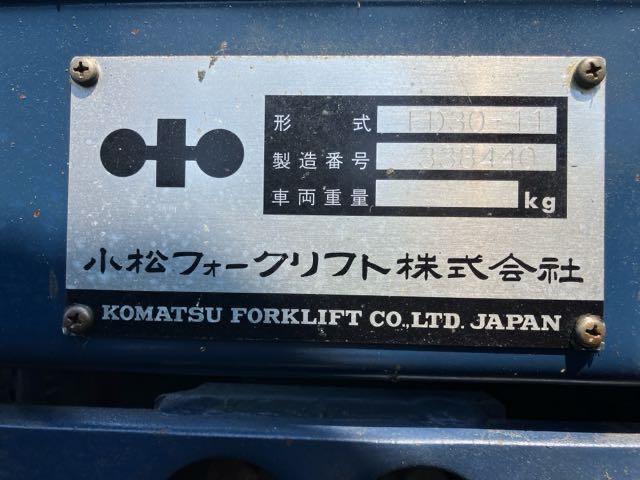 形式 FD30-11
製造番号 338440
車両重量 kg
小松フォークリフト株式会社
KOMATSU FORKLIFT CO.,LTD. JAPAN